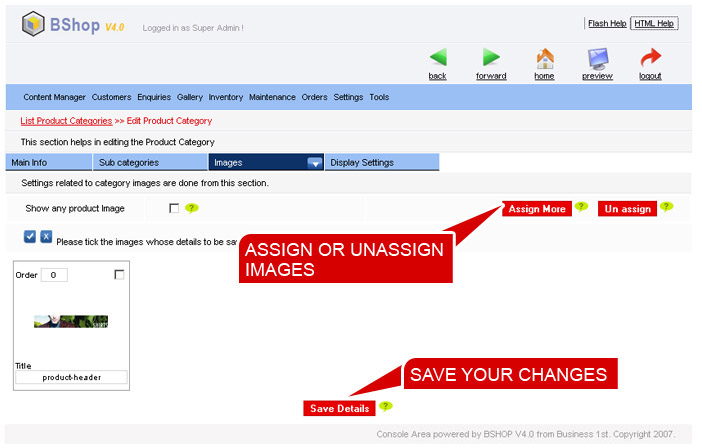 BShop V4.0 Logged in as Super Admin !
Flash Help HTML Help
back forward home preview logout
Content Manager Customers Enquiries Gallery Inventory Maintenance Orders Settings Tools
List Product Categories >> Edit Product Category
This section helps in editing the Product Category
Main Info Sub categories Images Display Settings
Settings related to category images are done from this section.
Show any product Image ? Assign More ? Un assign ?
X Please tick the images whose details to be sa
ASSIGN OR UNASSIGN
IMAGES
Order 0
Title
product-header
SAVE YOUR CHANGES
Save Details ?
Console Area powered by BSHOP V4.0 from Business 1st. Copyright 2007.